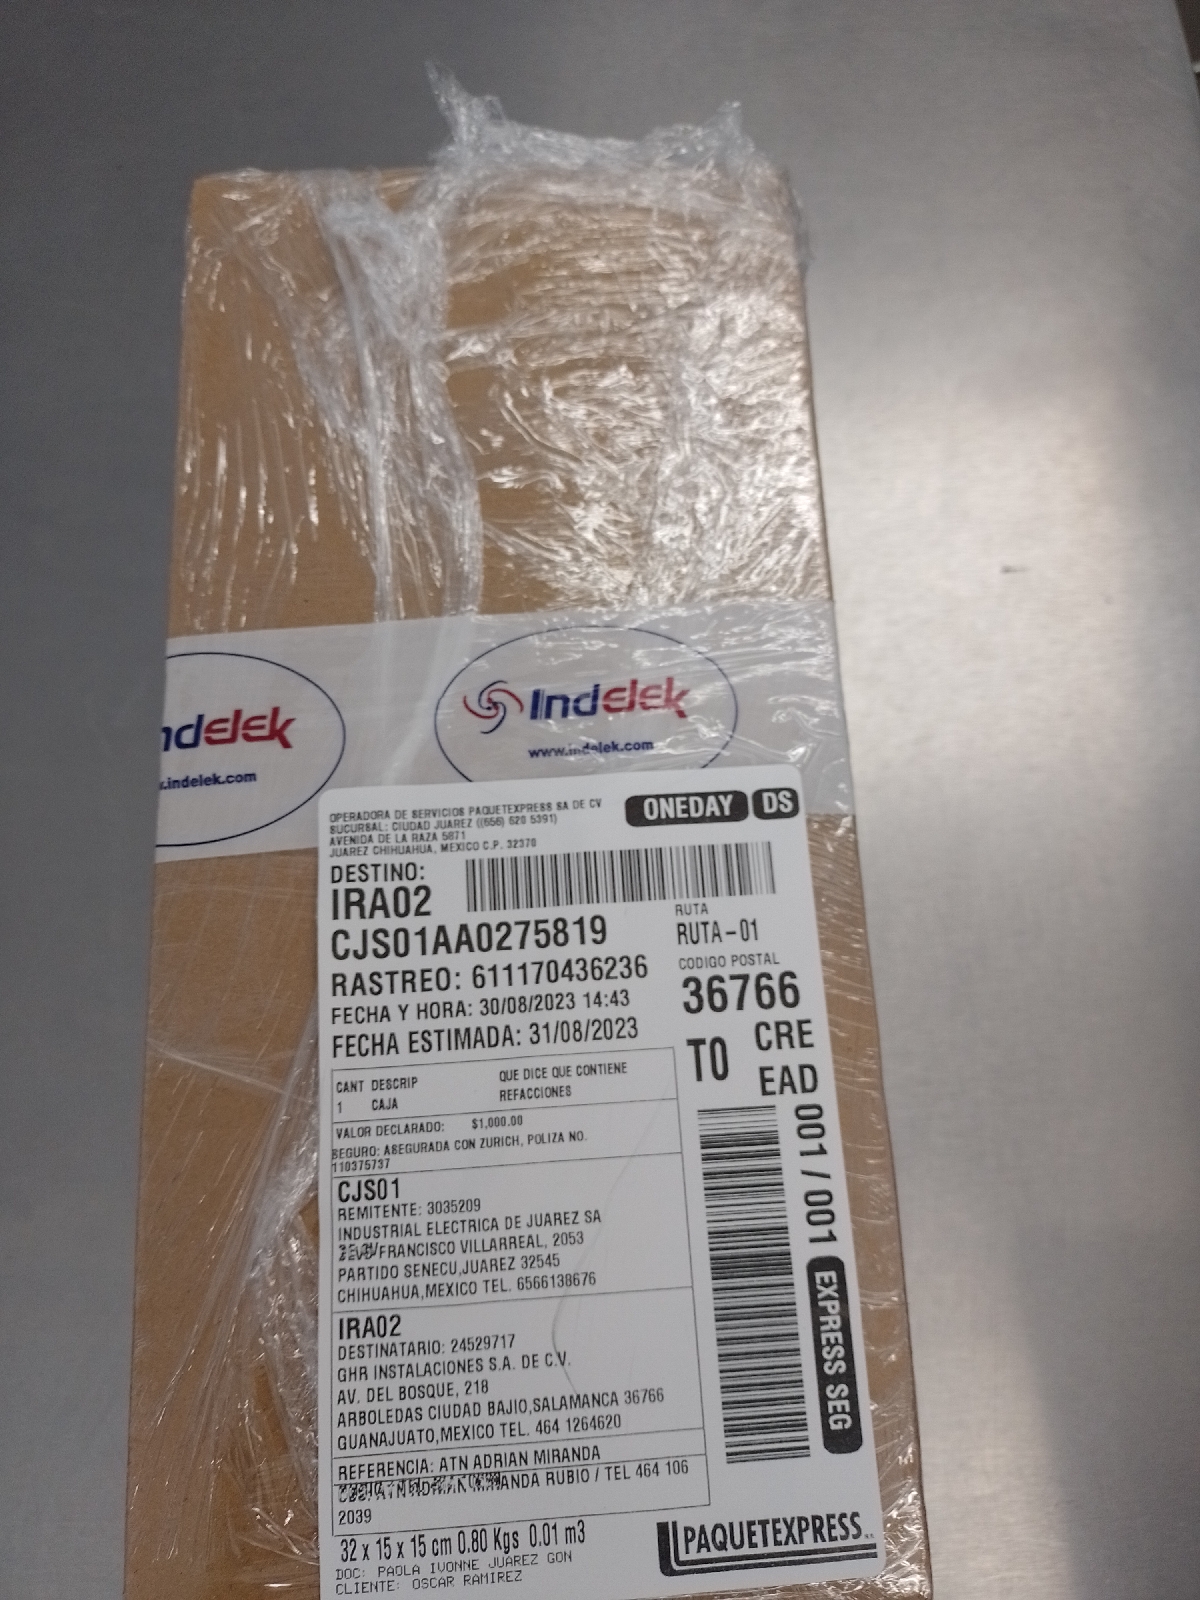 ndelek
.indelek.com
Indelek
www.indelek.com
OPERADORA DE SERVICIOS PAQUETEXPRESS SA DE CV
SUCURSAL: CIUDAD JUAREZ ((656) 620 5391)
AVENIDA DE LA RAZA 5871
JUAREZ CHIHUAHUA, MEXICO C.P. 32370
ONEDAY DS
DESTINO:
IRA02
CJS01AA0275819
RASTREO: 611170436236
FECHA Y HORA: 30/08/2023 14:43
FECHA ESTIMADA: 31/08/2023
RUTA
RUTA-01
CODIGO POSTAL
36766
TO
CRE
EAD
CANT DESCRIP QUE DICE QUE CONTIENE
1 CAJA REFACCIONES
VALOR DECLARADO: $1,000.00
SEGURO: ASEGURADA CON ZURICH, POLIZA NO.
110375737
CJS01
REMITENTE: 3035209
INDUSTRIAL ELECTRICA DE JUAREZ SA
FRANCISCO VILLARREAL, 2053
PARTIDO SENECU,JUAREZ 32545
CHIHUAHUA,MEXICO TEL. 6566138676
IRA02
DESTINATARIO: 24529717
GHR INSTALACIONES S.A. DE C.V.
AV. DEL BOSQUE, 218
ARBOLEDAS CIUDAD BAJIO,SALAMANCA 36766
GUANAJUATO,MEXICO TEL. 464 1264620
REFERENCIA: ATN ADRIAN MIRANDA
RUBIO / TEL 464 106
2039
001 / 001
EXPRESS SEG
32 x 15 x 15 cm 0.80 Kgs 0.01 m3
DOC: PAOLA IVONNE JUAREZ GON
CLIENTE: OSCAR RAMIREZ
PAQUETEXPRESS